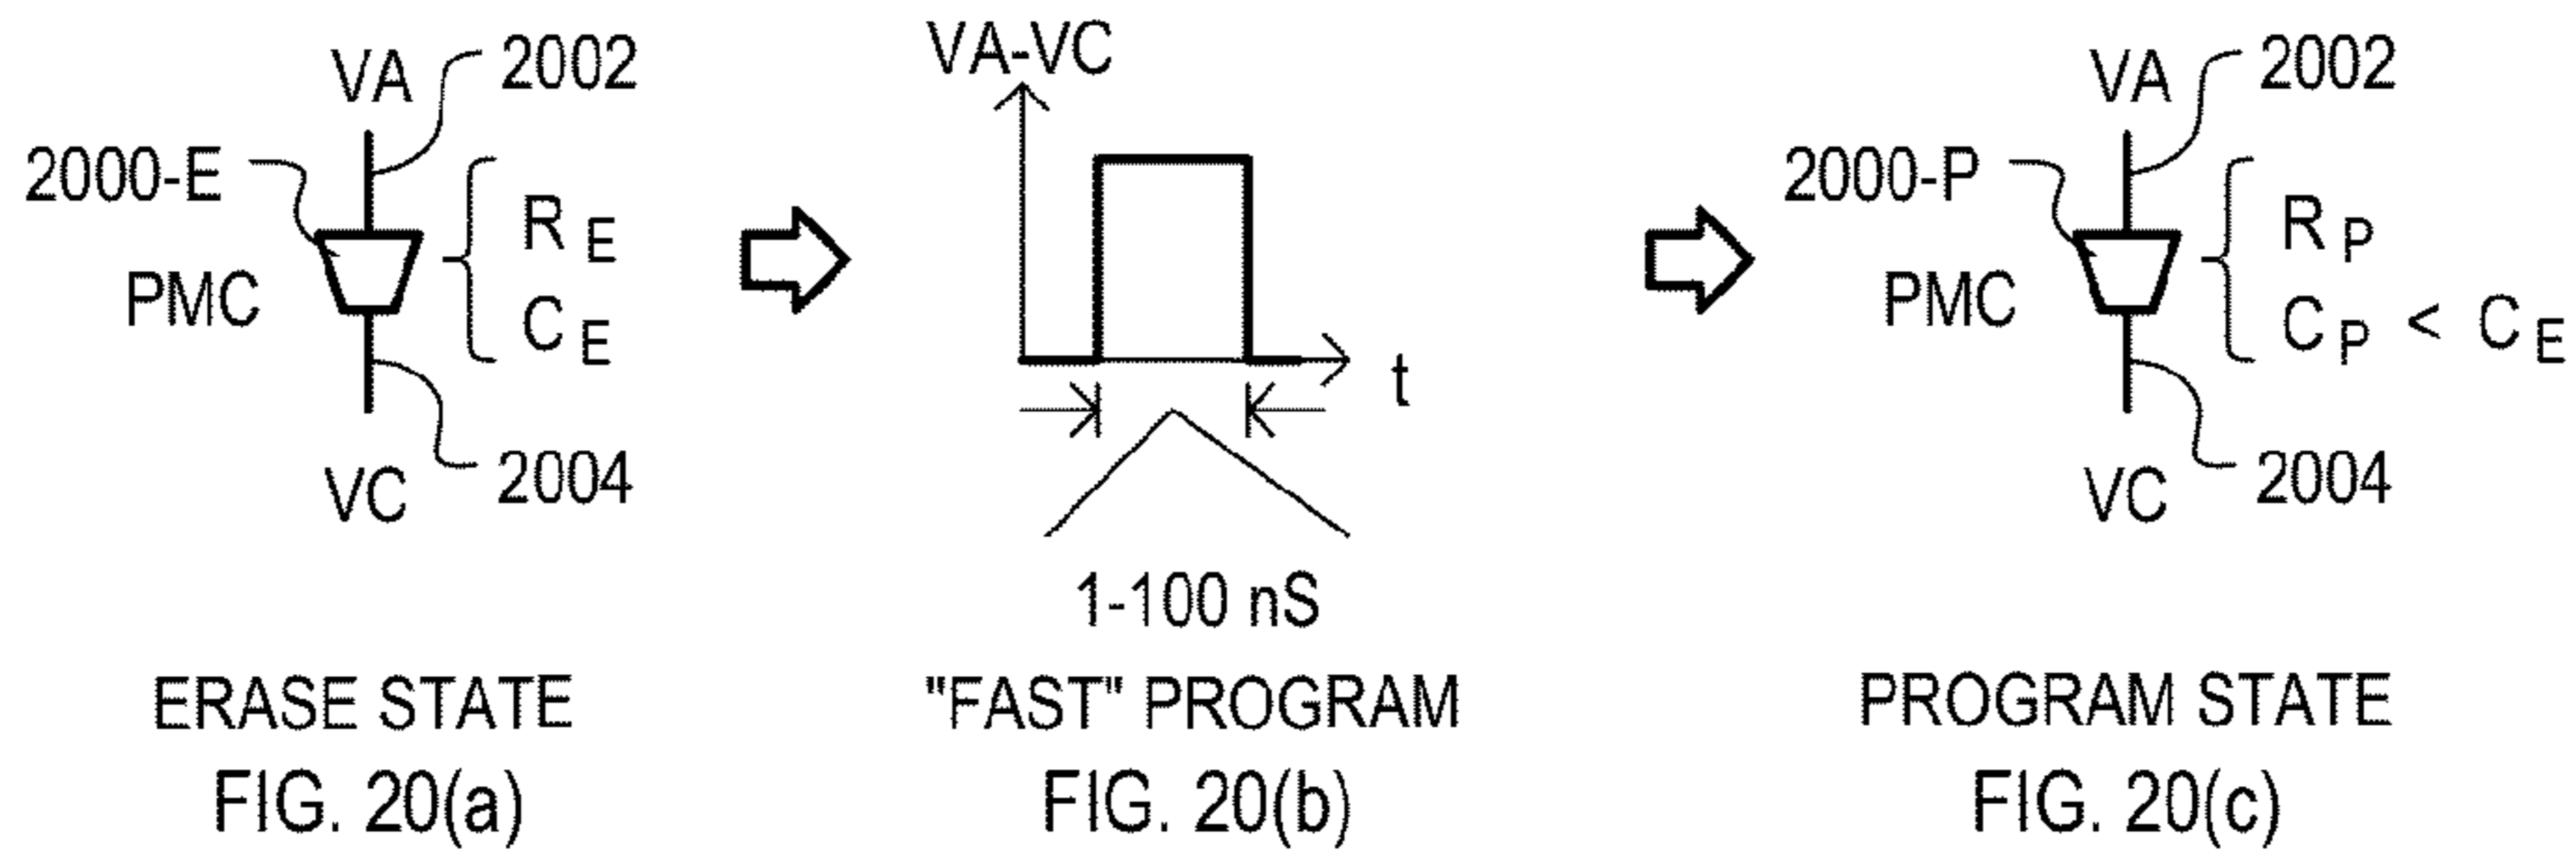 VA
2002
2000-E
R E
PMC
C E
2004
VC
ERASE STATE
FIG. 20(a)
VA-VC
t
1-100 nS
"FAST" PROGRAM
FIG. 20(b)
VA
2002
2000-P
R P
PMC
C P < C E
2004
VC
PROGRAM STATE
FIG. 20(c)